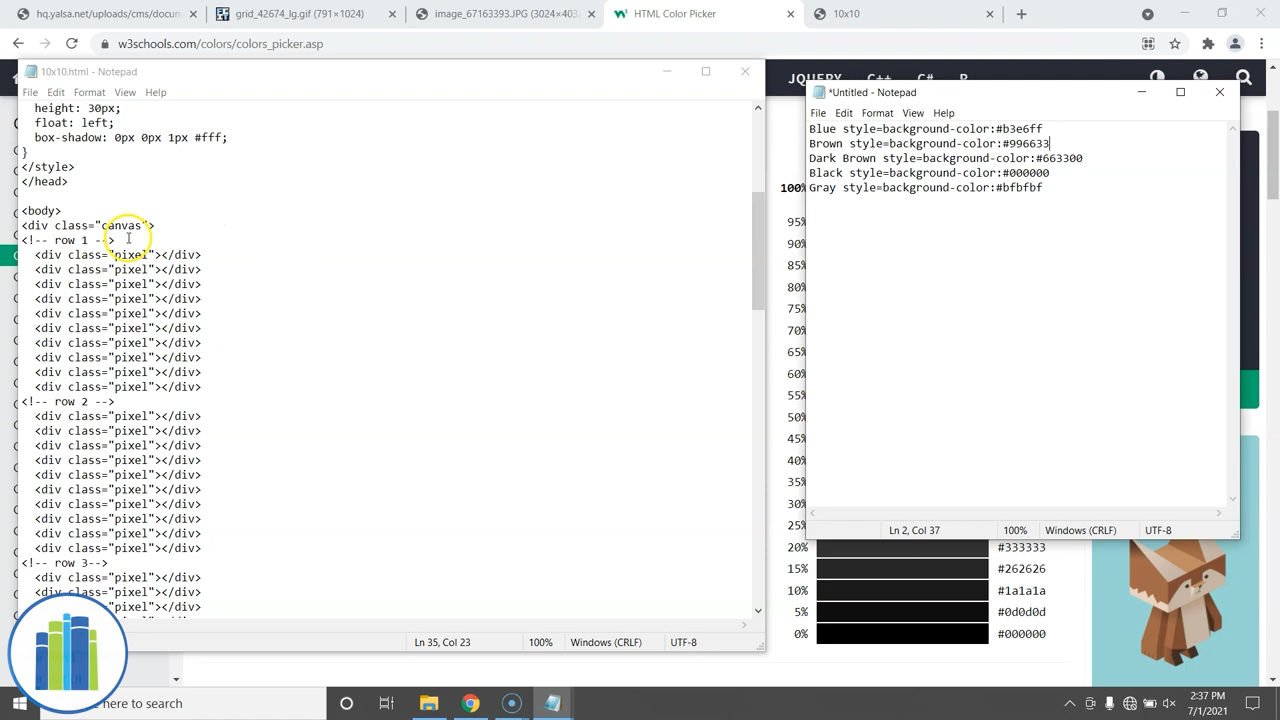 hq.yalsa.net/uploads/cms/docum
grid_42674_lg.gif (791×1024)
image_67163393.JPG (3024×403
HTML Color Picker
10x10
w3schools.com/colors/colors_picker.asp
JQUERY C++ C# R
10x10.html - Notepad
File Edit Format View Help
height: 30px;
float: left;
box-shadow: 0px 0px 1px #fff;
}
</style>
</head>
<body>
<div class="canvas">
<!-- row 1 -->
<div class="pixel"></div>
<div class="pixel"></div>
<div class="pixel"></div>
<div class="pixel"></div>
<div class="pixel"></div>
<div class="pixel"></div>
<div class="pixel"></div>
<div class="pixel"></div>
<div class="pixel"></div>
<div class="pixel"></div>
<!-- row 2 -->
<div class="pixel"></div>
<div class="pixel"></div>
<div class="pixel"></div>
<div class="pixel"></div>
<div class="pixel"></div>
<div class="pixel"></div>
<div class="pixel"></div>
<div class="pixel"></div>
<div class="pixel"></div>
<div class="pixel"></div>
<!-- row 3-->
<div class="pixel"></div>
<div class="pixel"></div>
<div class="pixel"></div>
Ln 35, Col 23 100% Windows (CRLF) UTF-8
*Untitled - Notepad
File Edit Format View Help
Blue style=background-color:#b3e6ff
Brown style=background-color:#996633
Dark Brown style=background-color:#663300
Black style=background-color:#000000
Gray style=background-color:#bfbfbf
Ln 2, Col 37 100% Windows (CRLF) UTF-8
100%
95%
90%
85%
80%
75%
70%
65%
60%
55%
50%
45%
40%
35%
30%
25%
20% #333333
15% #262626
10% #1a1a1a
5% #0d0d0d
0% #000000
here to search
2:37 PM
7/1/2021